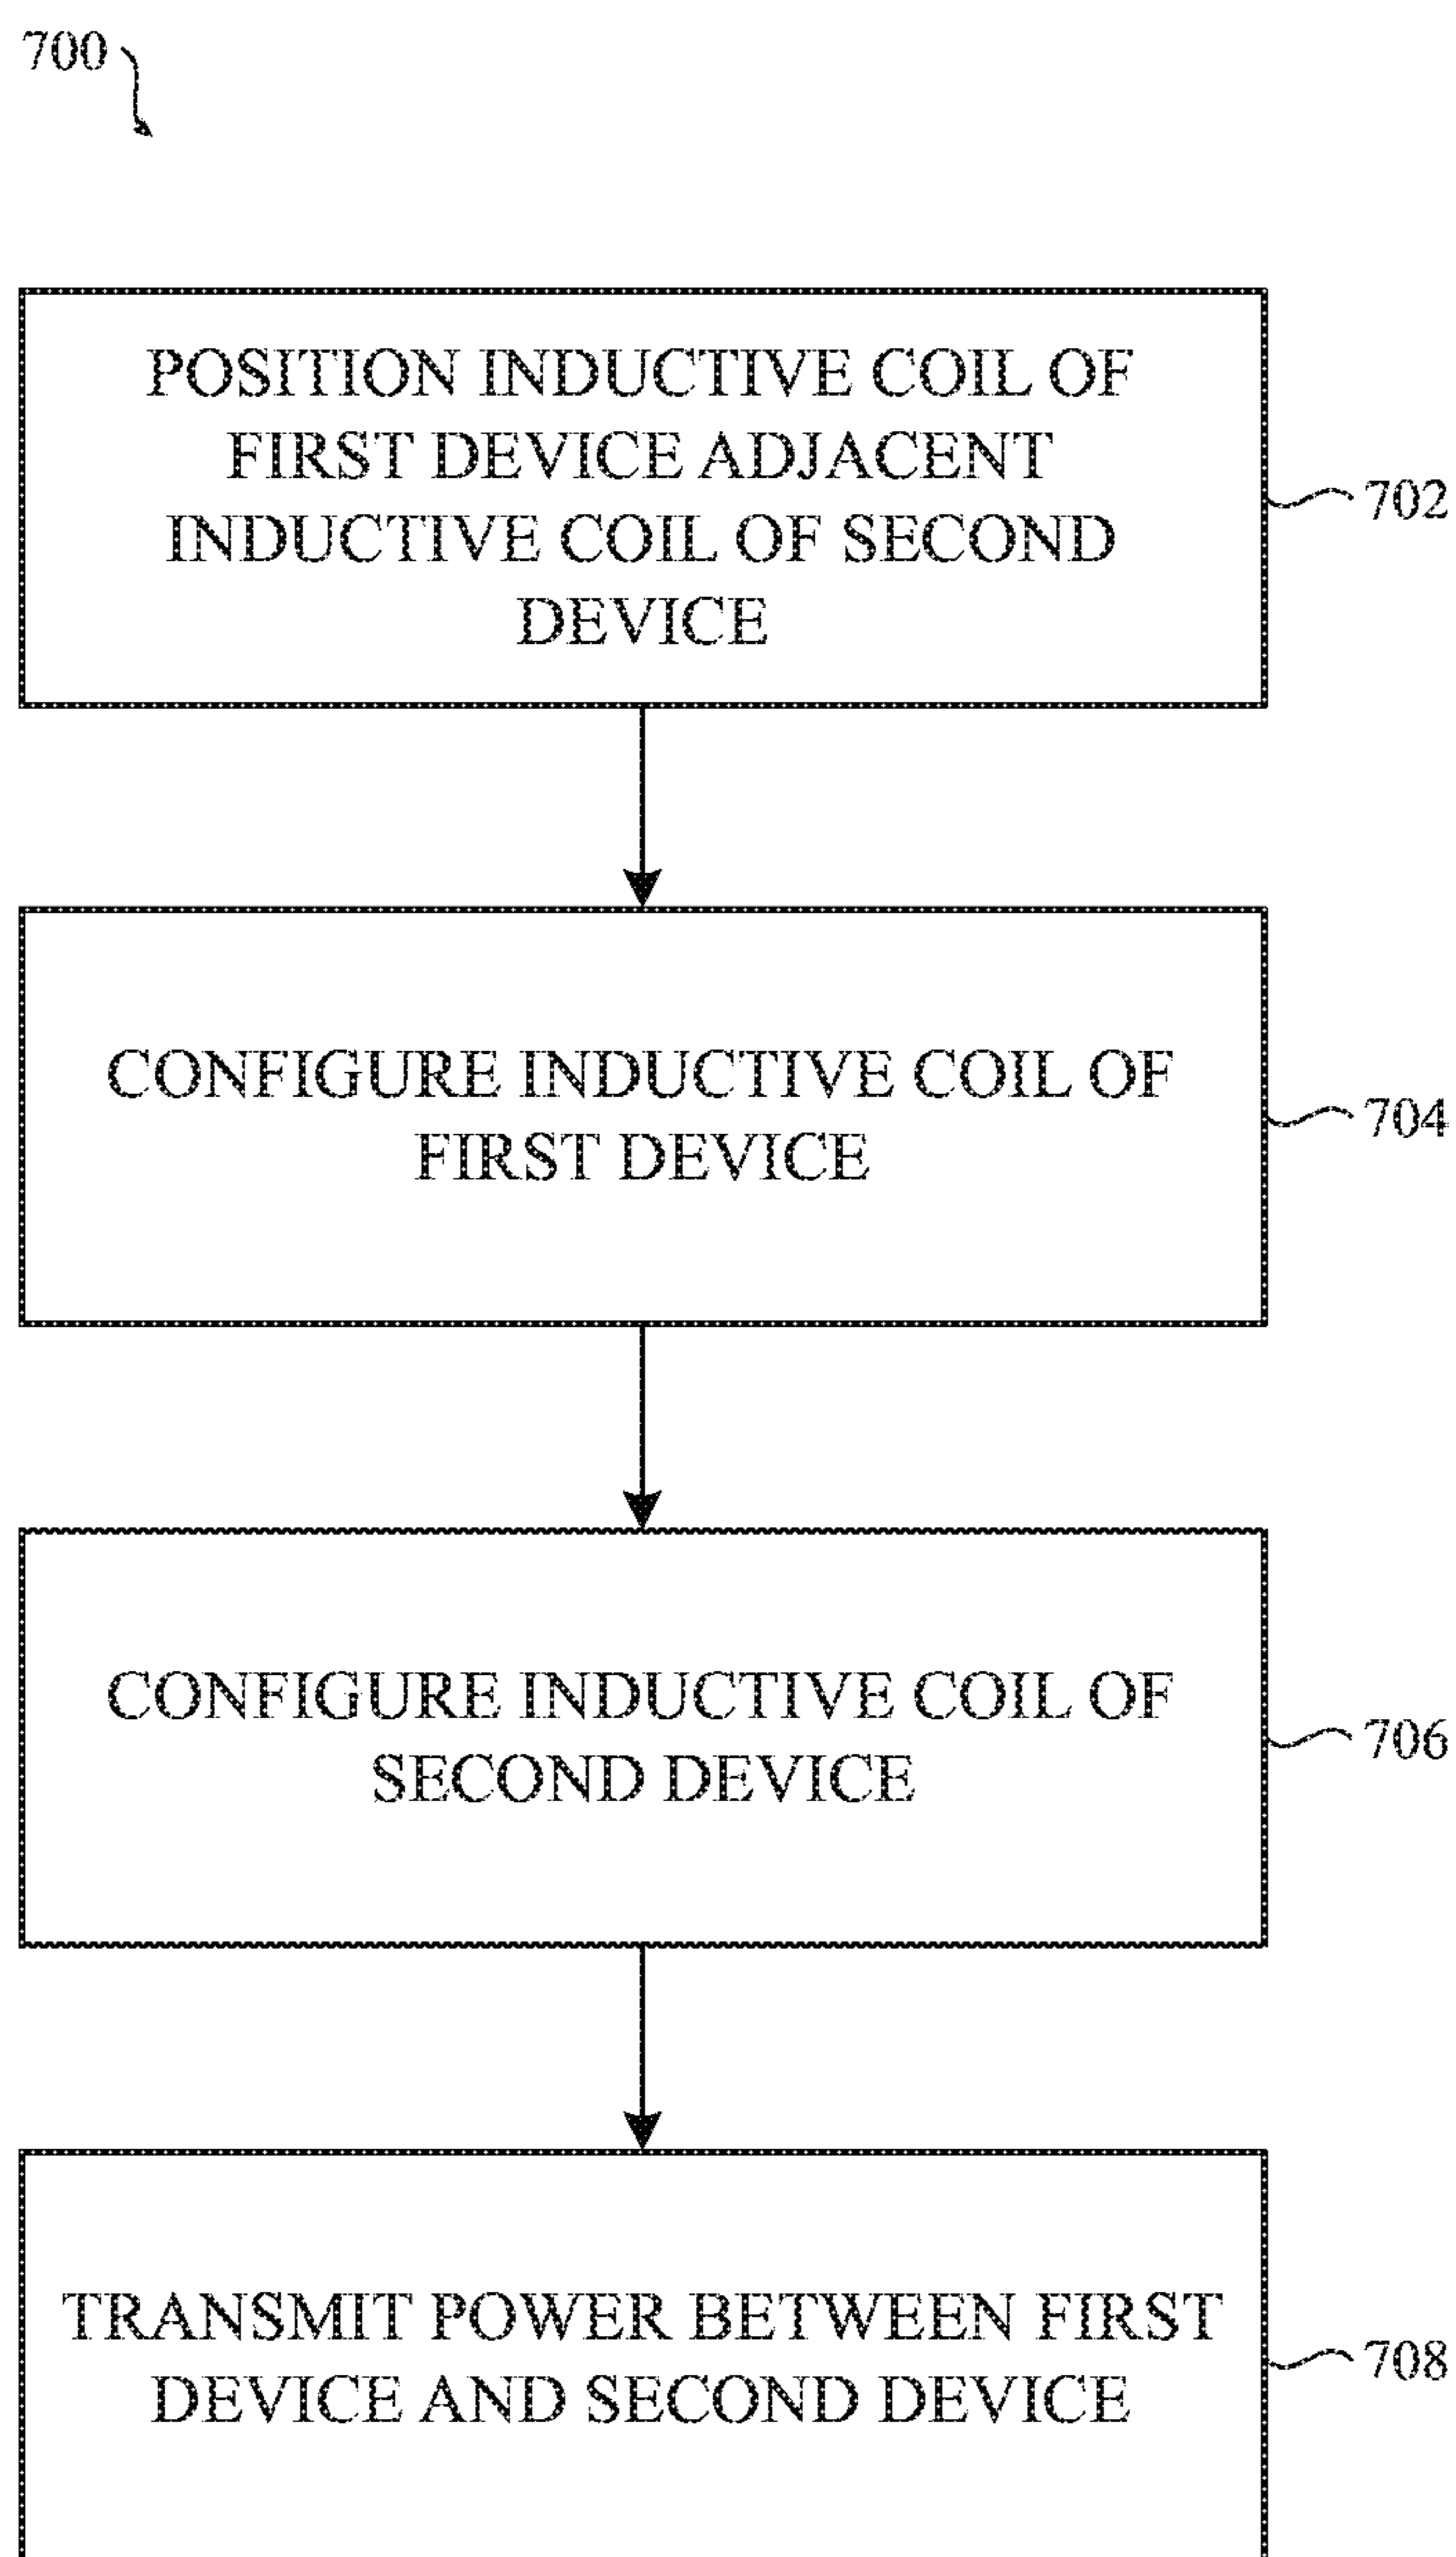 700
POSITION INDUCTIVE COIL OF
FIRST DEVICE ADJACENT
INDUCTIVE COIL OF SECOND
DEVICE
702
CONFIGURE INDUCTIVE COIL OF
FIRST DEVICE
704
CONFIGURE INDUCTIVE COIL OF
SECOND DEVICE
706
TRANSMIT POWER BETWEEN FIRST
DEVICE AND SECOND DEVICE
708